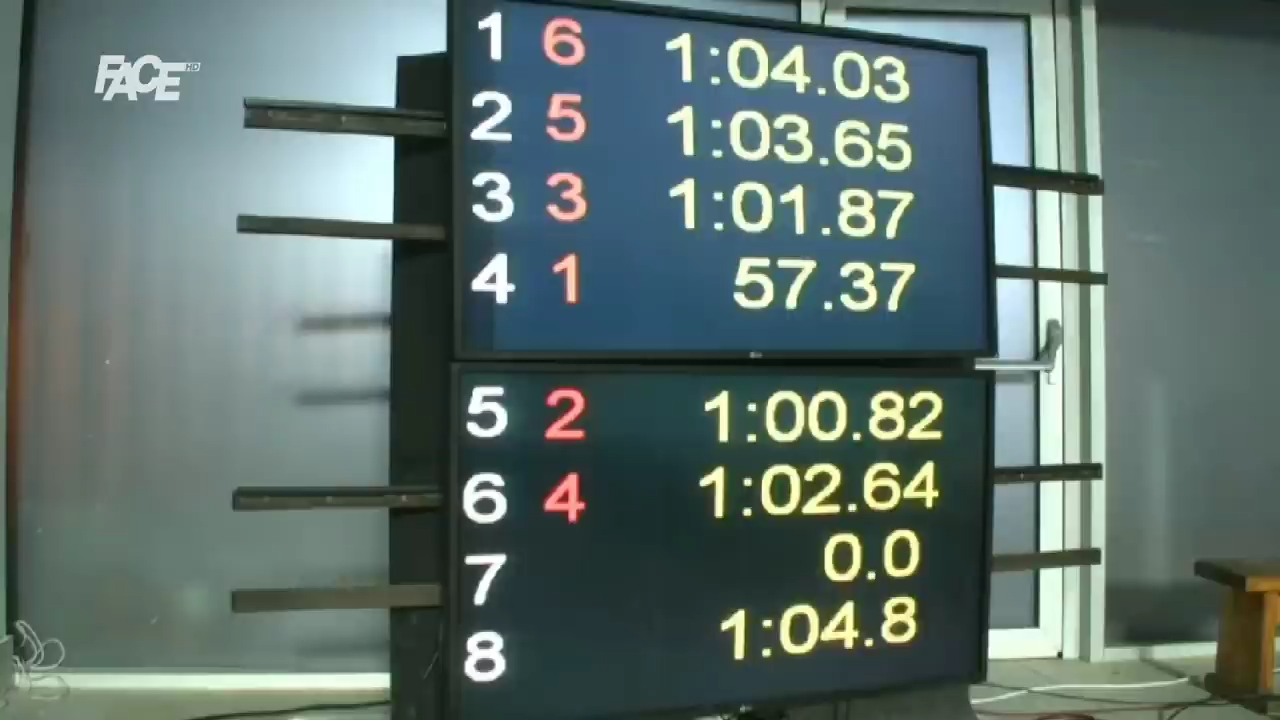 FACE HD
1 6 1:04.03
2 5 1:03.65
3 3 1:01.87
4 1 57.37
5 2 1:00.82
6 4 1:02.64
7 0.0
8 1:04.8